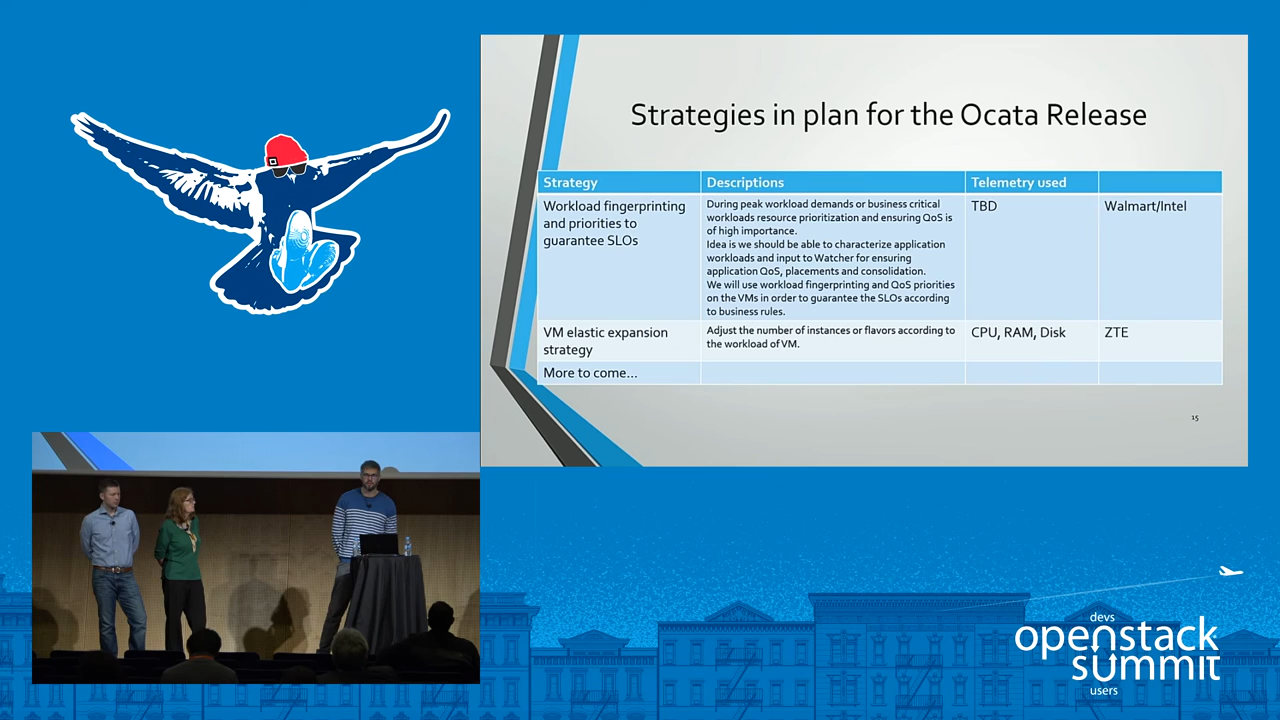 Strategies in plan for the Ocata Release
Strategy
Descriptions
Telemetry used
Workload fingerprinting
and priorities to
guarantee SLOs
During peak workload demands or business critical
workloads resource prioritization and ensuring QoS is
of high importance.
Idea is we should be able to characterize application
workloads and input to Watcher for ensuring
application QoS, placements and consolidation.
We will use workload fingerprinting and QoS priorities
on the VMs in order to guarantee the SLOs according
to business rules.
TBD
Walmart/Intel
VM elastic expansion
strategy
Adjust the number of instances or flavors according to
the workload of VM.
CPU, RAM, Disk
ZTE
More to come...
15
devs
openstack
summit
users